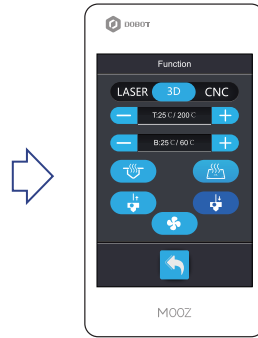 DOBOT
Function
LASER 3D CNC
T:25 C / 200 C
B:25 C / 60 C
MOOZ